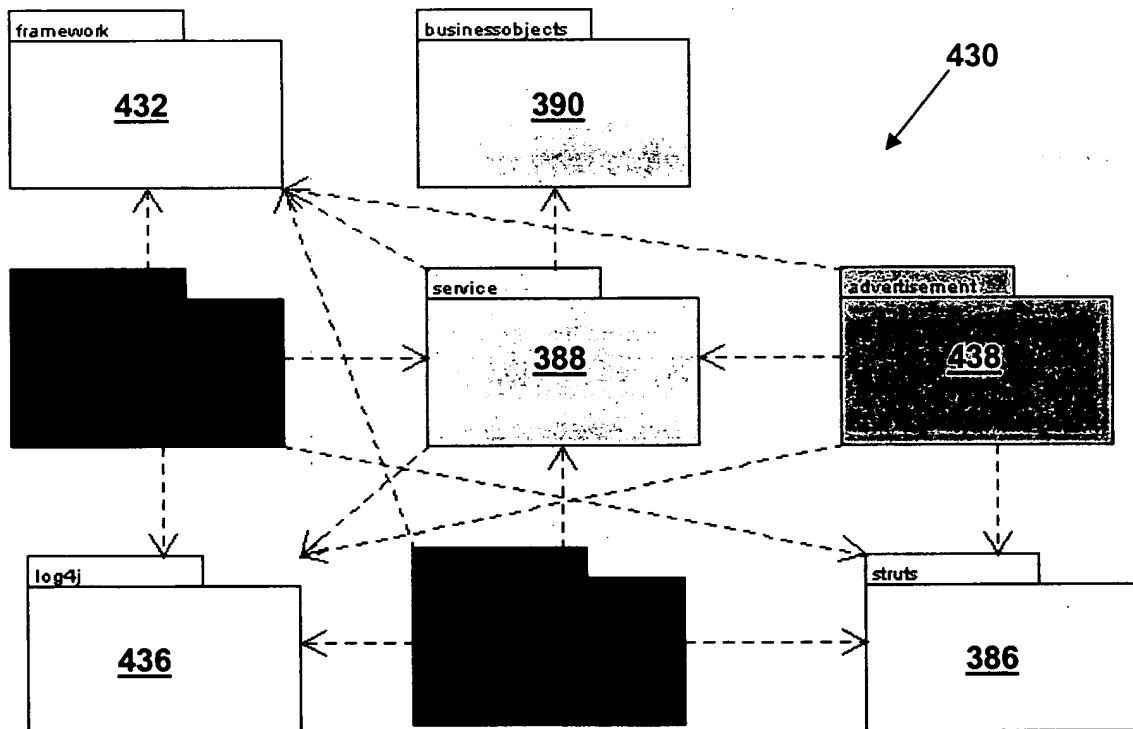 framework
businessobjects
430
432
390
service
advertisement
388
438
log4j
struts
436
386